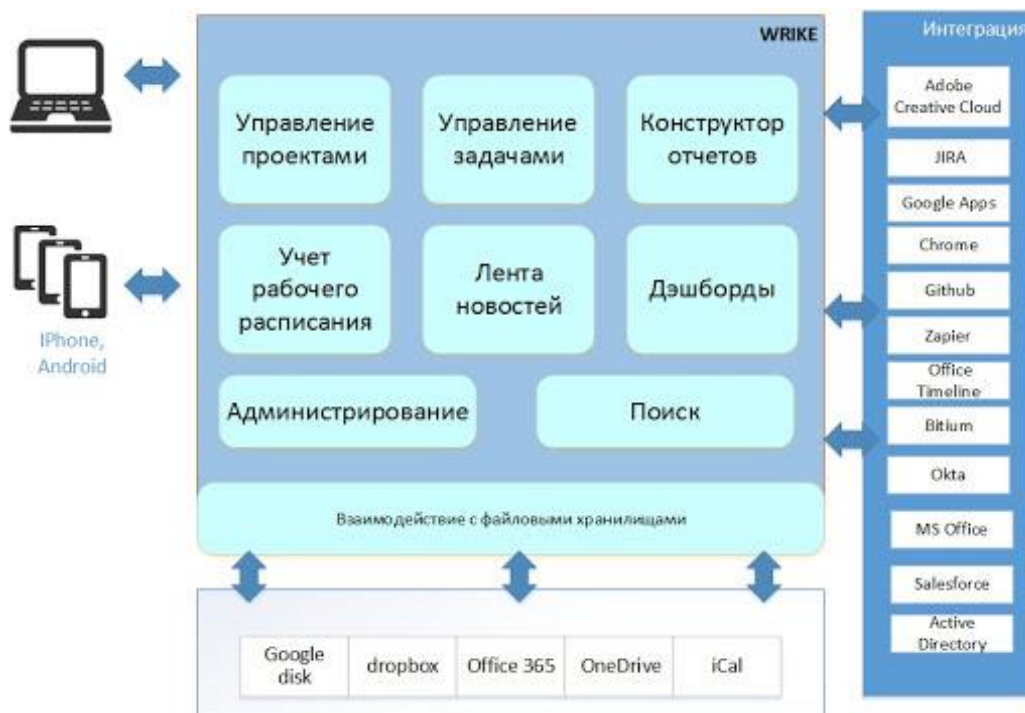 WRIKE
Управление
проектами
Управление
задачами
Конструктор
отчетов
Учет
рабочего
расписания
Лента
новостей
Дэшборды
Администрирование
Поиск
Взаимодействие с файловыми хранилищами
IPhone,
Android
Google
disk
dropbox
Office 365
OneDrive
iCal
Интеграция
Adobe
Creative Cloud
JIRA
Google Apps
Chrome
Github
Zapier
Office
Timeline
Bitium
Okta
MS Office
Salesforce
Active
Directory